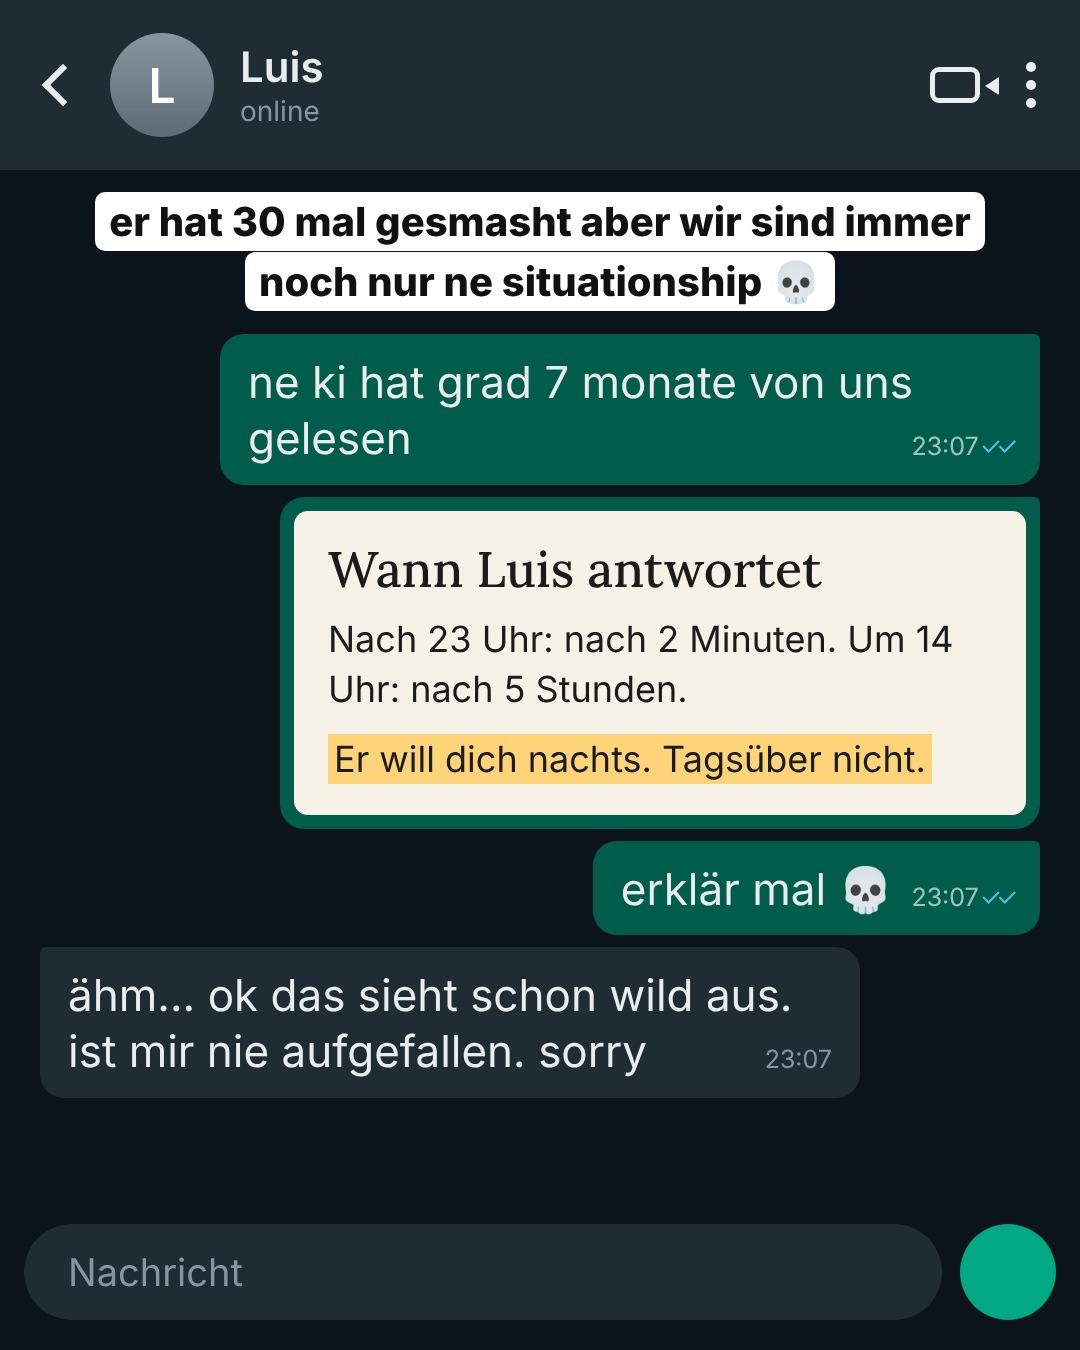 L
Luis
online
er hat 30 mal gesmasht aber wir sind immer
noch nur ne situationship 💀
ne ki hat grad 7 monate von uns
gelesen
23:07
Wann Luis antwortet
Nach 23 Uhr: nach 2 Minuten. Um 14
Uhr: nach 5 Stunden.
Er will dich nachts. Tagsüber nicht.
erklär mal 💀 23:07
ähm... ok das sieht schon wild aus.
ist mir nie aufgefallen. sorry
23:07
Nachricht